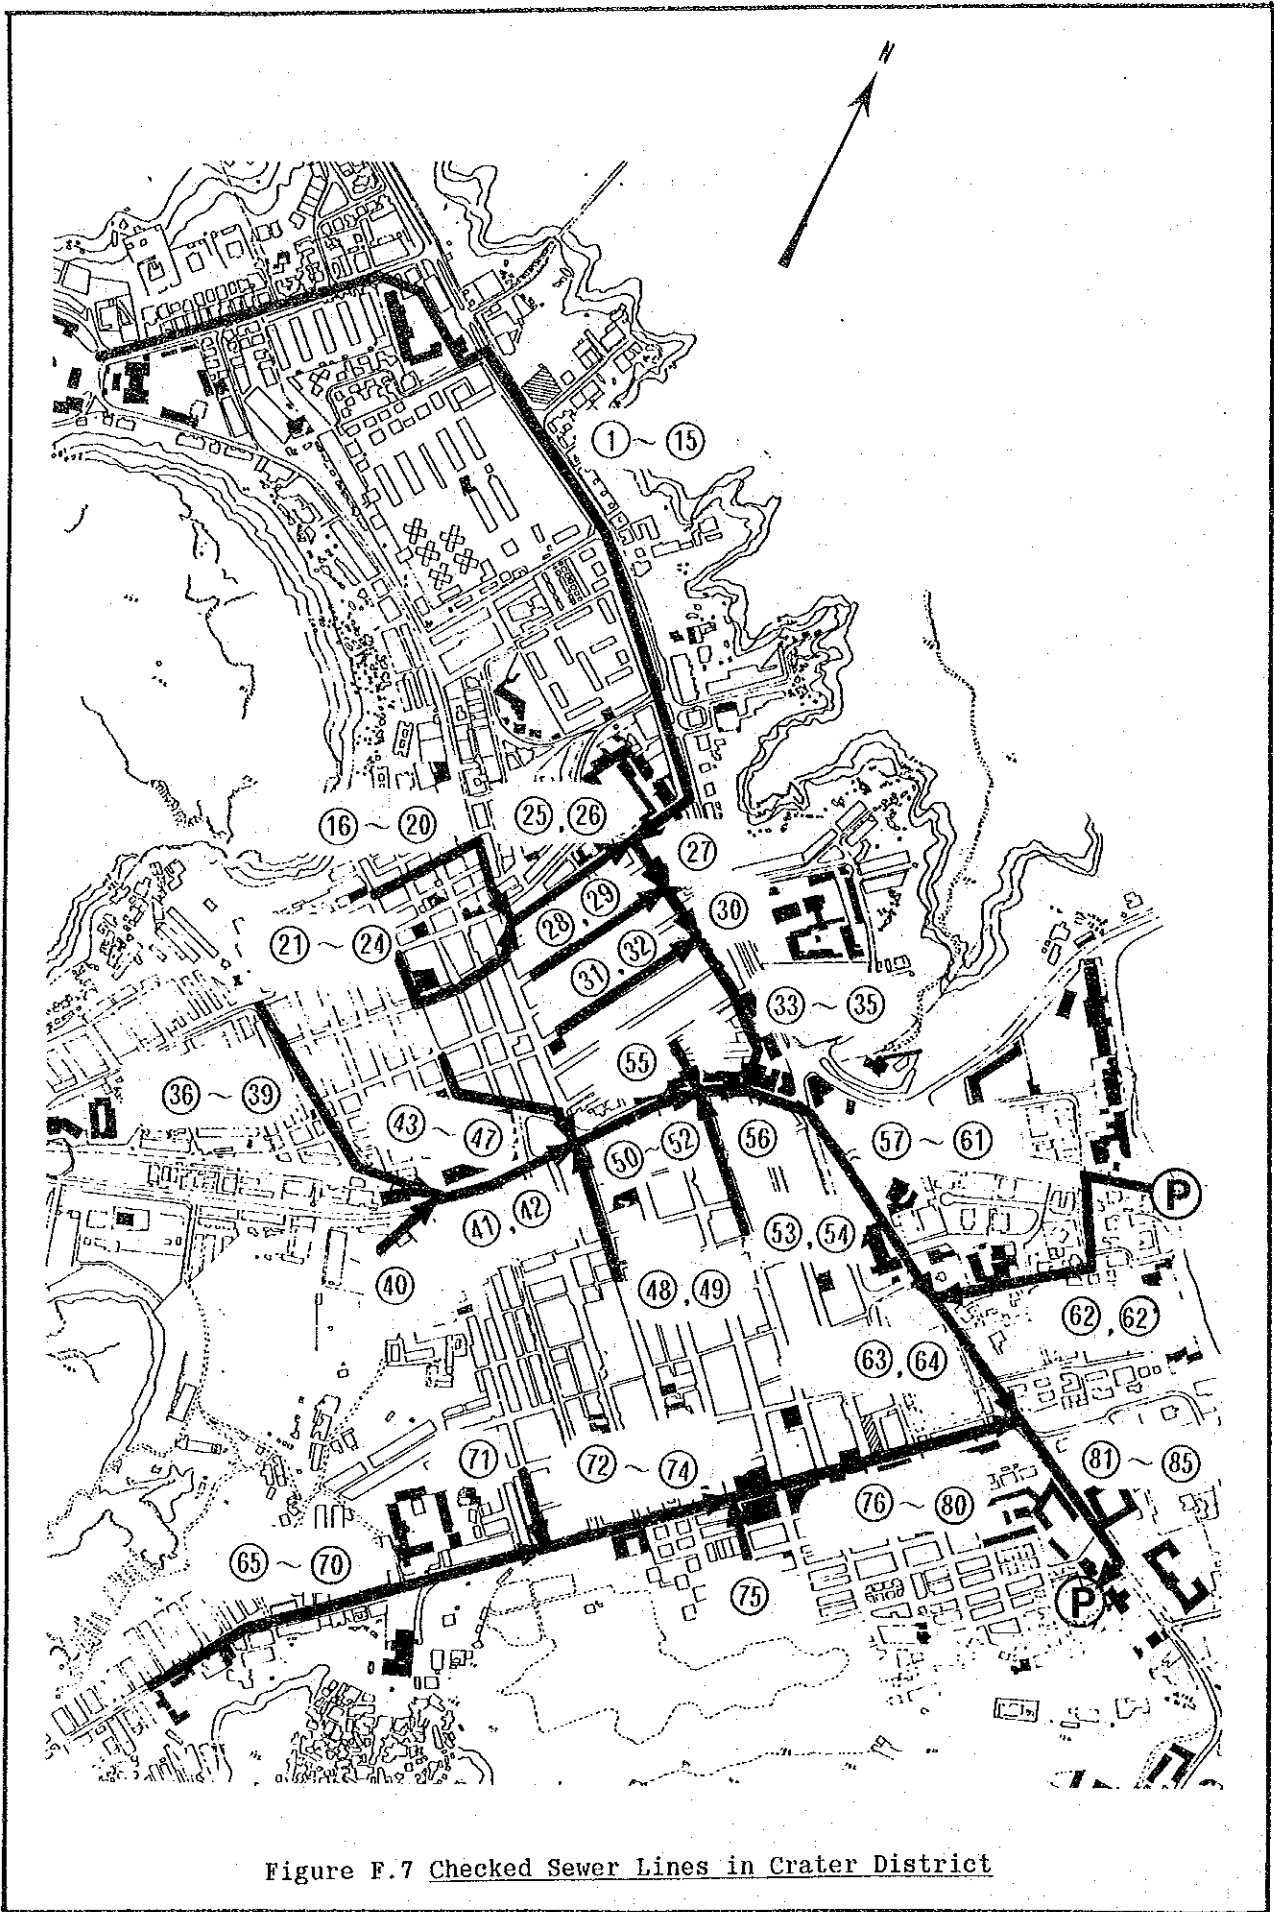 N
① ~ ⑮
⑯ ~ ⑳
㉕ , ㉖
㉗
㉘ , ㉙
㉚
㉑ ~ ㉔
㉛ , ㉜
㉝ ~ ㉟
㊱ ~ ㊴
㊺
㊸ ~ ㊼
㊿ ~ 52
56
57 ~ 61
P
㊶ , ㊷
53 , 54
㊵
㊽ , ㊾
62 , 62'
63 , 64
71
72 ~ 74
81 ~ 85
76 ~ 80
65 ~ 70
75
P
Figure F.7 Checked Sewer Lines in Crater District